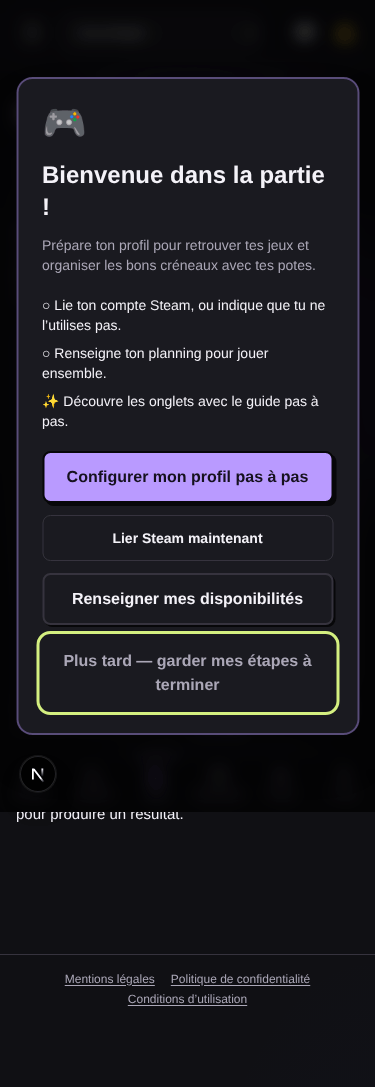 Bienvenue dans la partie
!
Prépare ton profil pour retrouver tes jeux et
organiser les bons créneaux avec tes potes.
○ Lie ton compte Steam, ou indique que tu ne
l’utilises pas.
○ Renseigne ton planning pour jouer
ensemble.
✨ Découvre les onglets avec le guide pas à
pas.
Configurer mon profil pas à pas
Lier Steam maintenant
Renseigner mes disponibilités
Plus tard — garder mes étapes à
terminer
N
pour produire un résultat.
Mentions légales Politique de confidentialité
Conditions d’utilisation